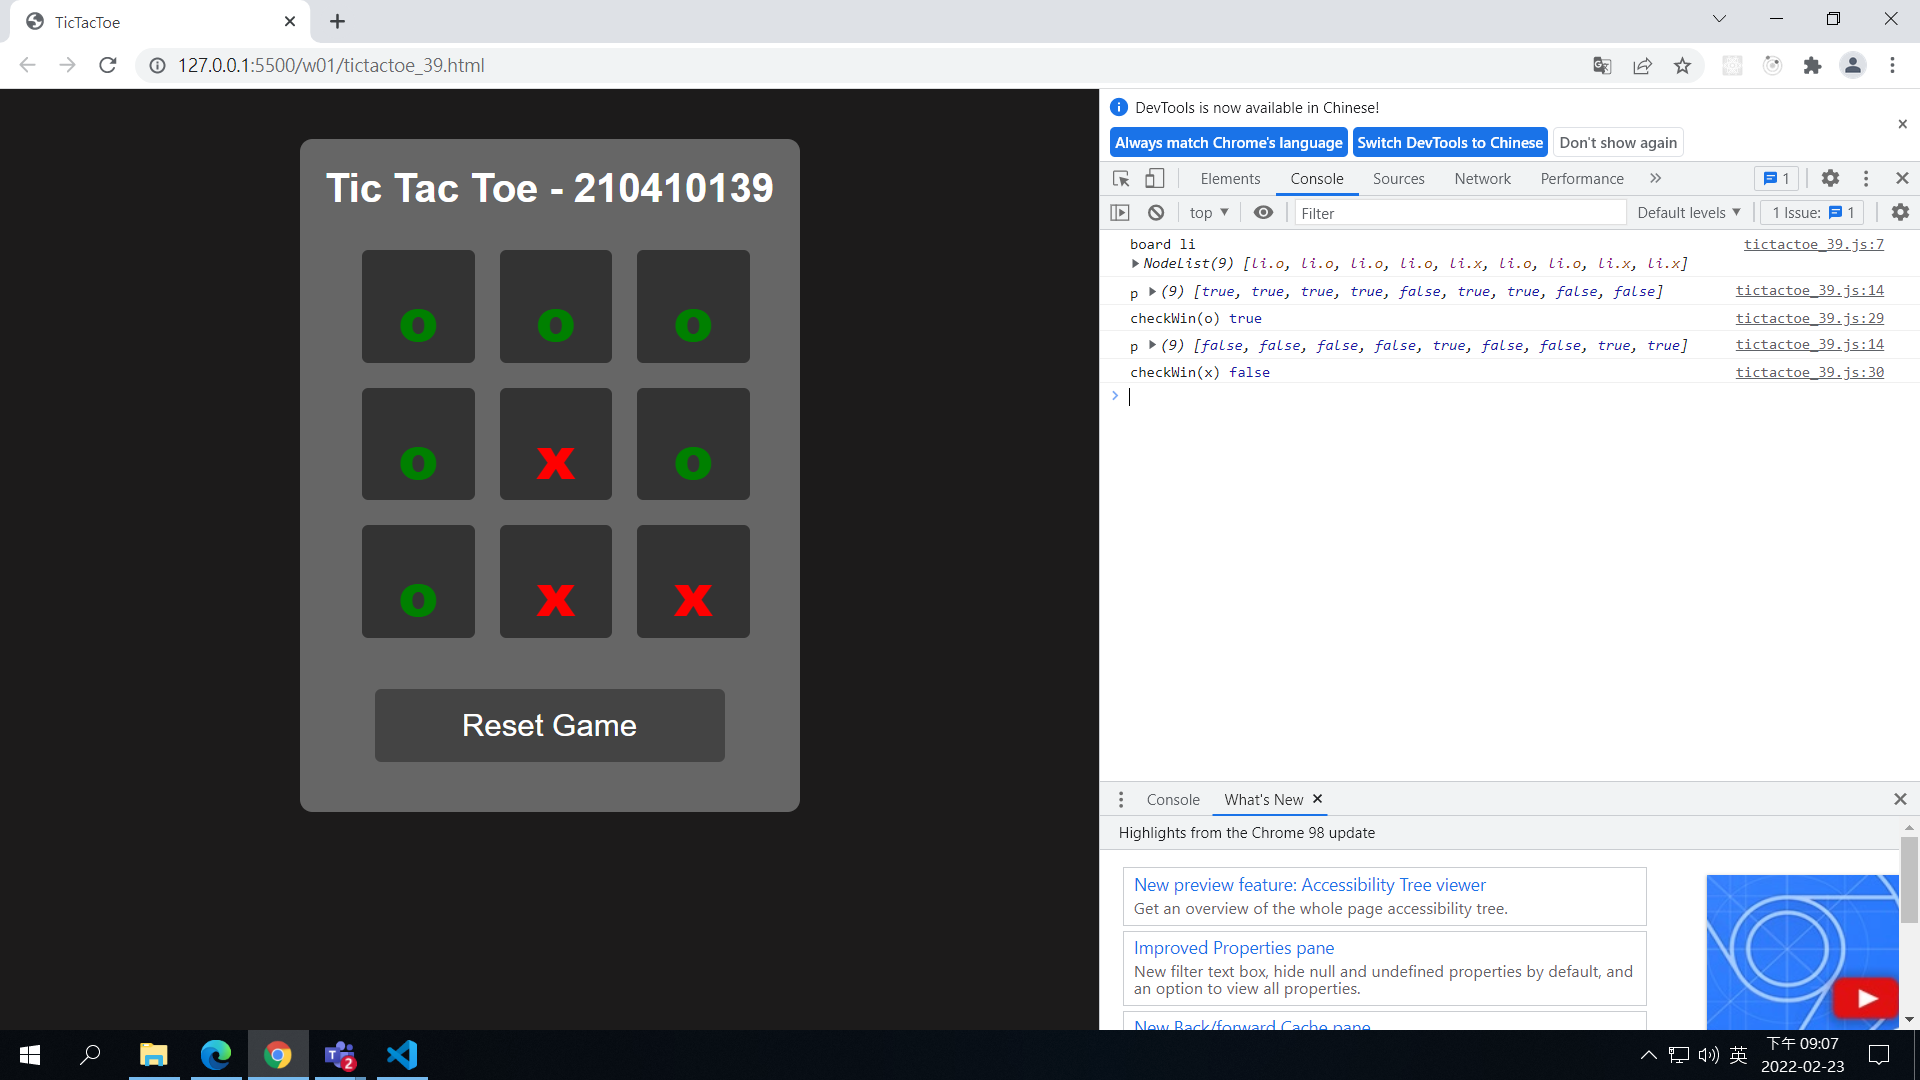 TicTacToe
127.0.0.1:5500/w01/tictactoe_39.html
Tic Tac Toe - 210410139
o o o
o x o
o x x
Reset Game
DevTools is now available in Chinese!
Always match Chrome's language Switch DevTools to Chinese Don't show again
Elements Console Sources Network Performance » 1
top ▼ Filter Default levels ▼ 1 Issue: 1
board li tictactoe_39.js:7
▶NodeList(9) [li.o, li.o, li.o, li.o, li.x, li.o, li.o, li.x, li.x]
p ▶(9) [true, true, true, true, false, true, true, false, false] tictactoe_39.js:14
checkWin(o) true tictactoe_39.js:29
p ▶(9) [false, false, false, false, true, false, false, true, true] tictactoe_39.js:14
checkWin(x) false tictactoe_39.js:30
Console What's New
Highlights from the Chrome 98 update
New preview feature: Accessibility Tree viewer
Get an overview of the whole page accessibility tree.
Improved Properties pane
New filter text box, hide null and undefined properties by default, and
an option to view all properties.
New Back/forward Cache pane
2
英
下午 09:07
2022-02-23